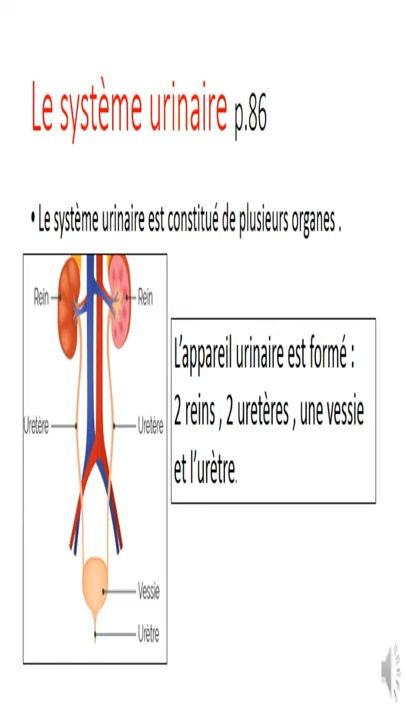 Le système urinaire p.86
• Le système urinaire est constitué de plusieurs organes .
Rein
Rein
L'appareil urinaire est formé :
2 reins , 2 uretères , une vessie
et l'urètre.
Uretère
Uretère
Vessie
Urètre